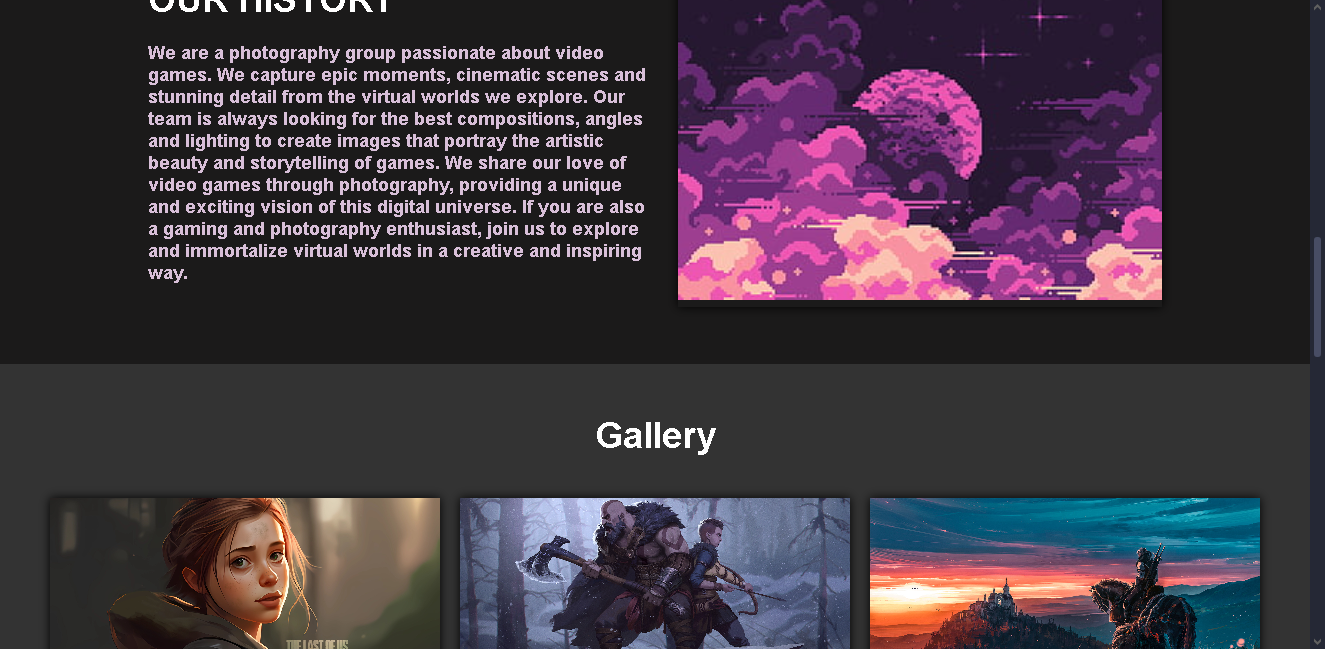 OUR HISTORY
We are a photography group passionate about video
games. We capture epic moments, cinematic scenes and
stunning detail from the virtual worlds we explore. Our
team is always looking for the best compositions, angles
and lighting to create images that portray the artistic
beauty and storytelling of games. We share our love of
video games through photography, providing a unique
and exciting vision of this digital universe. If you are also
a gaming and photography enthusiast, join us to explore
and immortalize virtual worlds in a creative and inspiring
way.
Gallery
THE LAST OF US